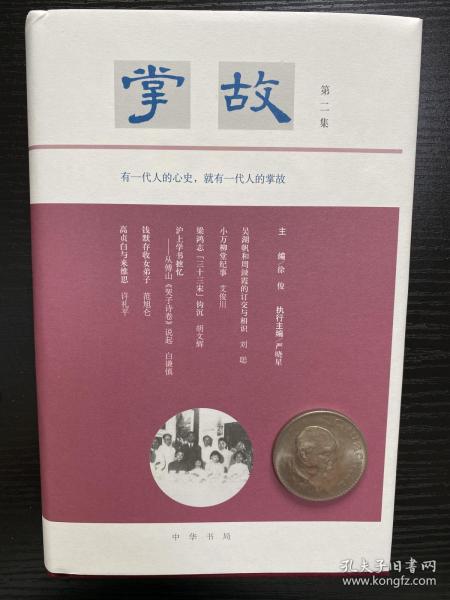 掌故
第二集
有一代人的心史，就有一代人的掌故
主 编/徐 俊 执行主编/严晓星
吴湖帆和周鍊霞的订交与相识 刘 聪
小万柳堂纪事 艾俊川
梁鸿志「三十三宋」钩沉 胡文辉
沪上学书摭忆
——从傅山《哭子诗卷》说起 白谦慎
钱默存收女弟子 范旭仑
高贞白与来维思 许礼平
中华书局
孔夫子旧书网
www.kongfz.com